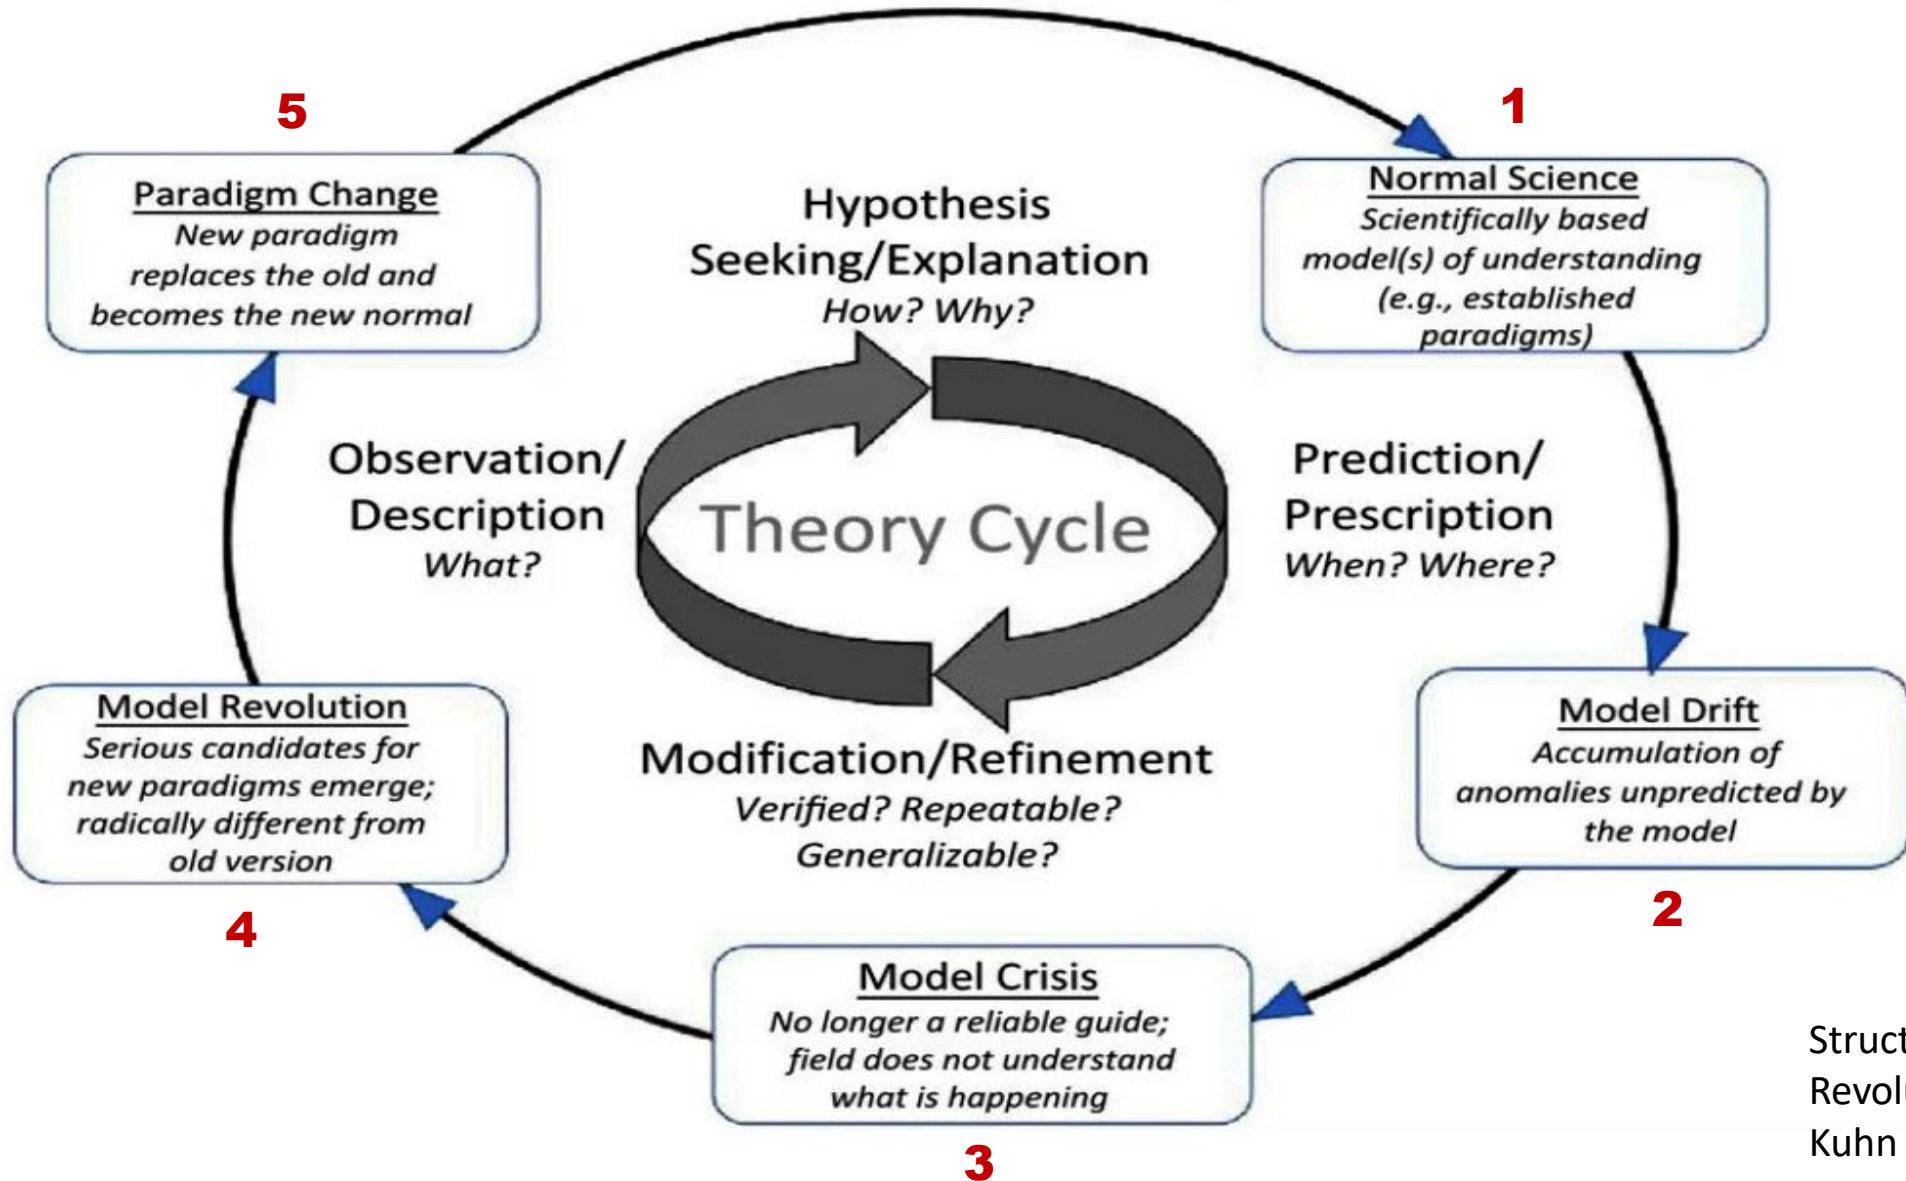 5
Paradigm Change
New paradigm
replaces the old and
becomes the new normal
Hypothesis
Seeking/Explanation
How? Why?
1
Normal Science
Scientifically based
model(s) of understanding
(e.g., established
paradigms)
Observation/
Description
What?
Theory Cycle
Prediction/
Prescription
When? Where?
Modification/Refinement
Verified? Repeatable?
Generalizable?
Model Drift
Accumulation of
anomalies unpredicted by
the model
2
Model Crisis
No longer a reliable guide;
field does not understand
what is happening
3
Model Revolution
Serious candidates for
new paradigms emerge;
radically different from
old version
4
Struct
Revolu
Kuhn